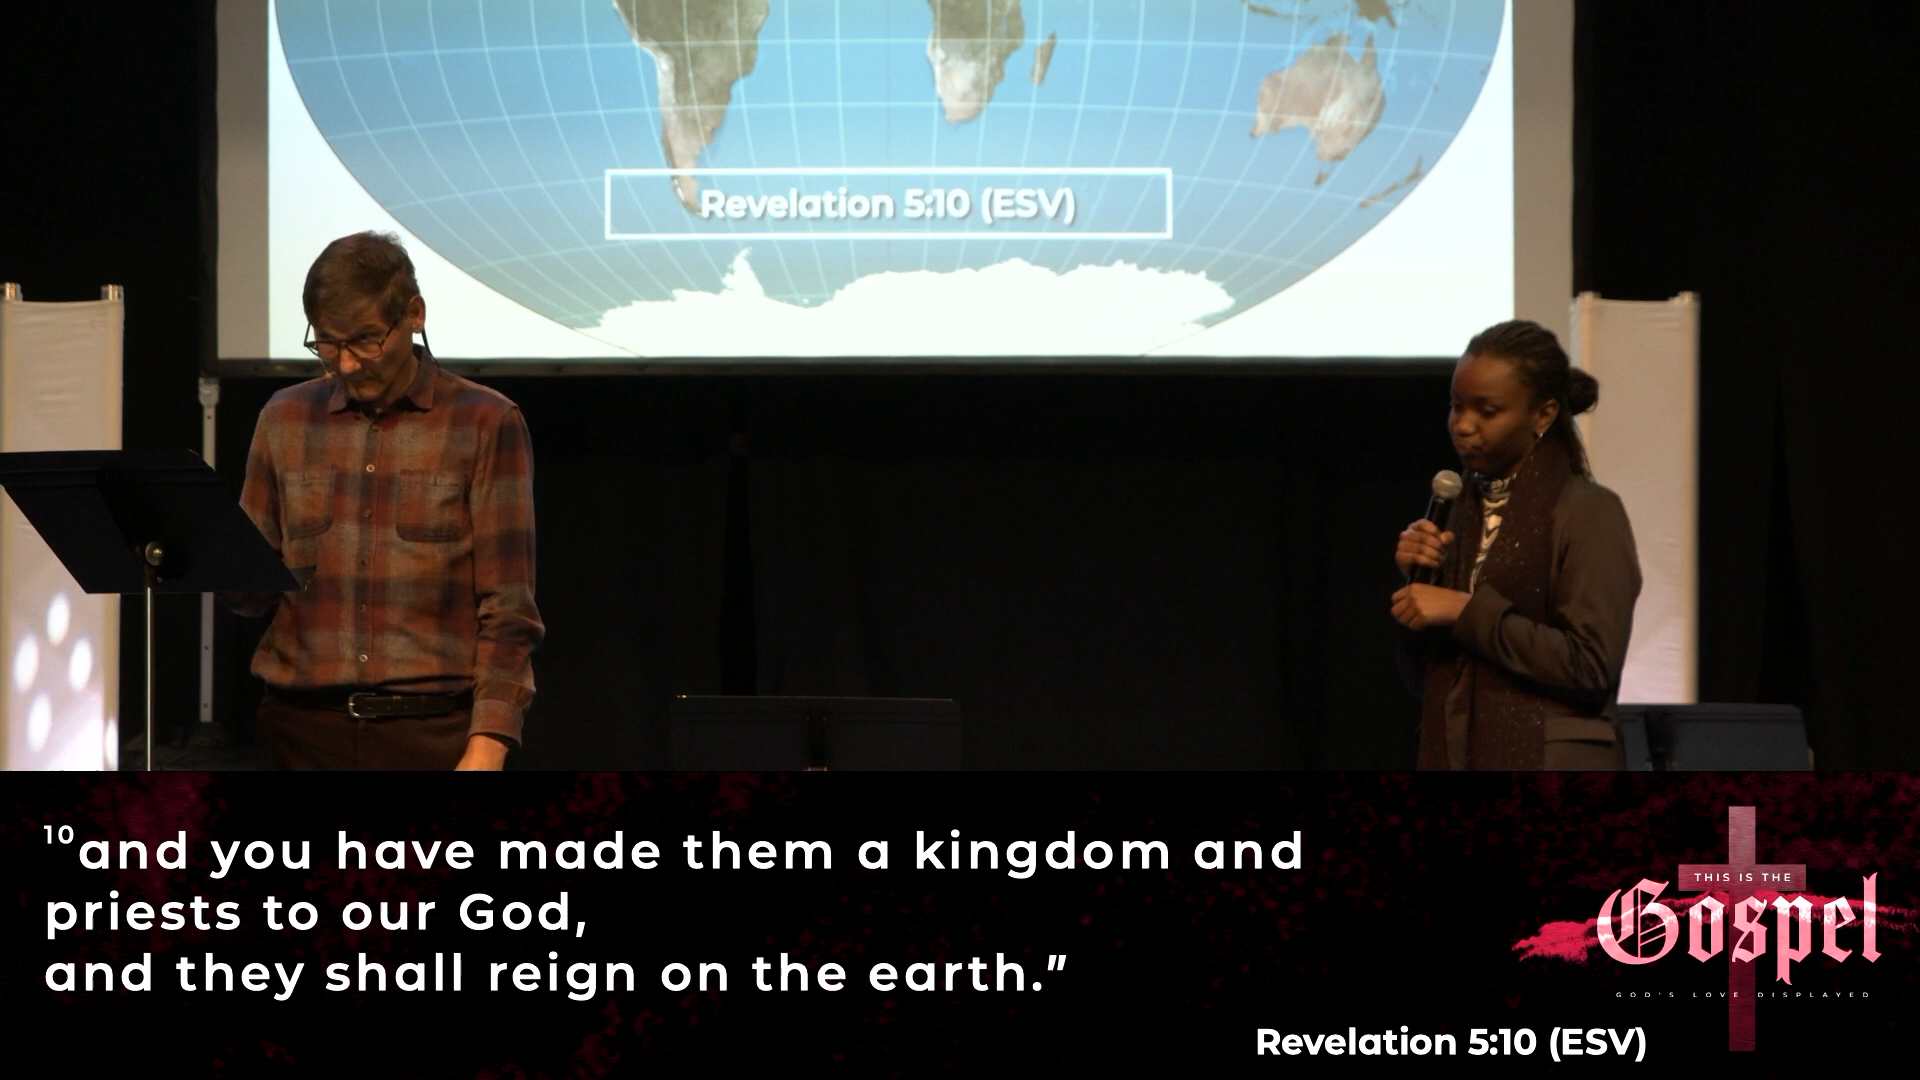 Revelation 5:10 (ESV)
10and you have made them a kingdom and
priests to our God,
and they shall reign on the earth.”
THIS IS THE
Gospel
GOD'S LOVE DISPLAYED
Revelation 5:10 (ESV)